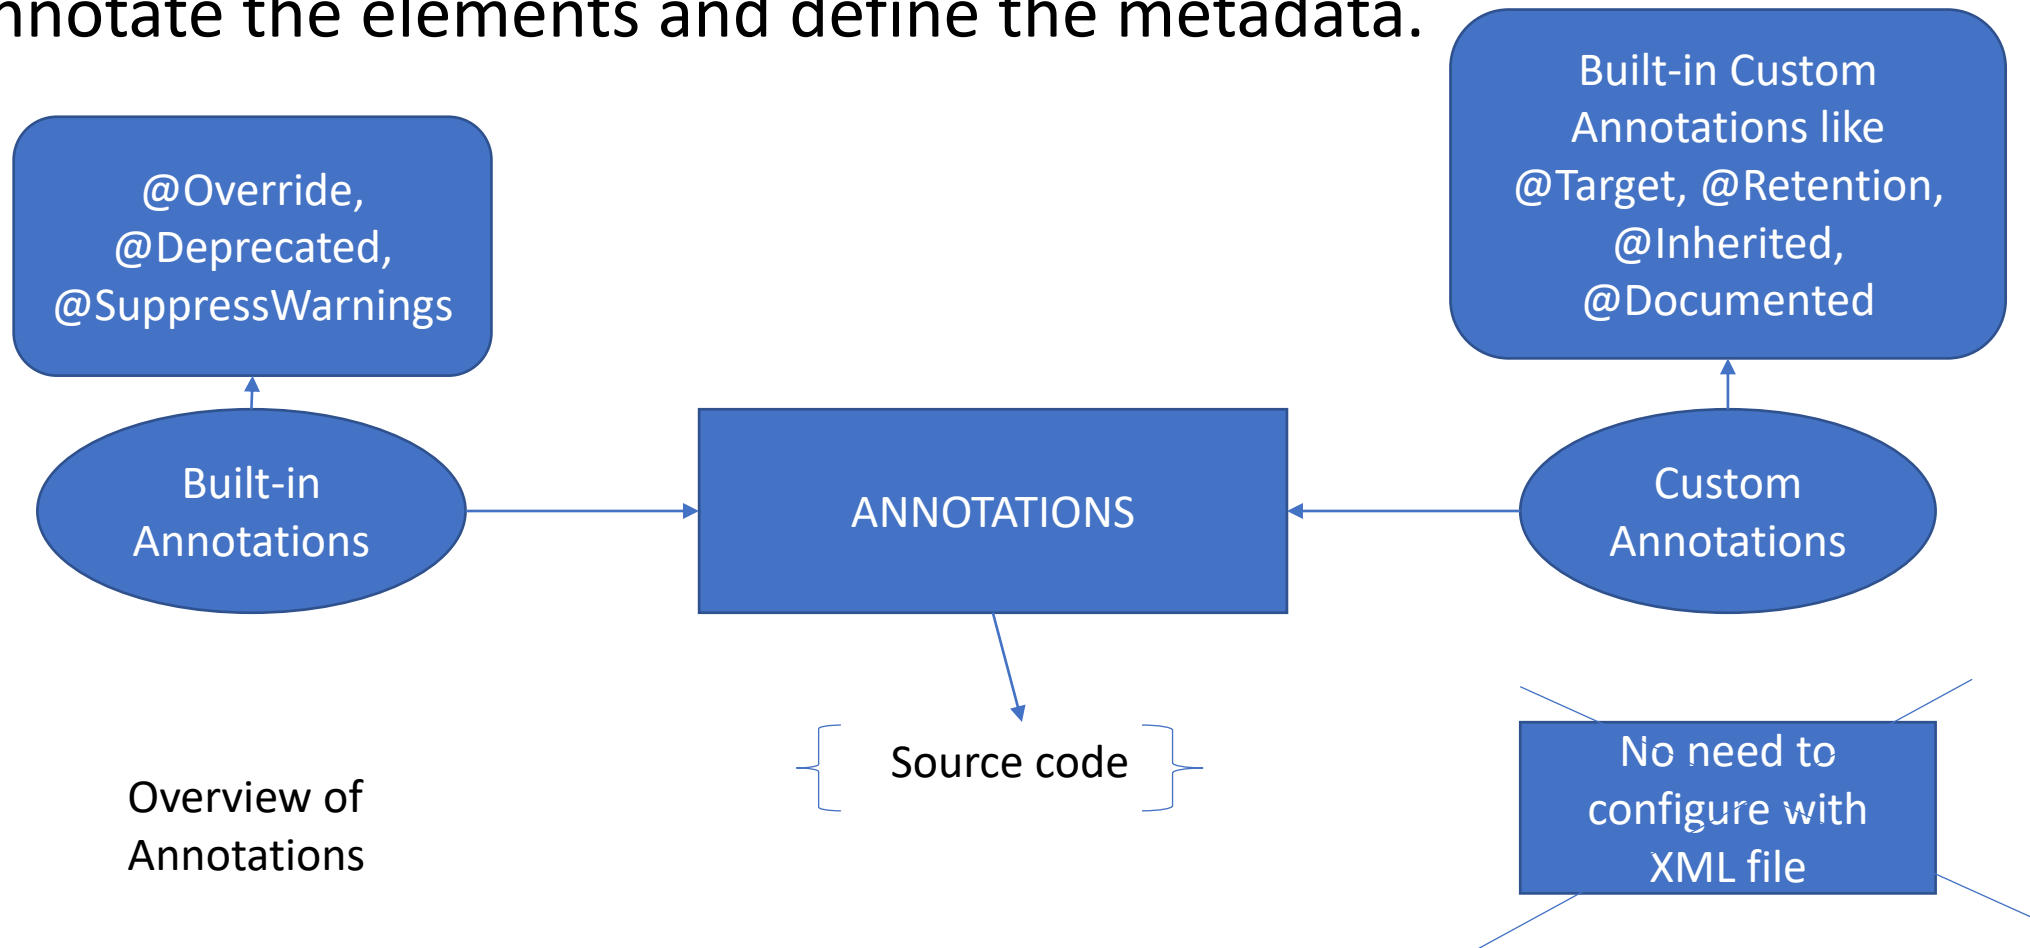 annotate the elements and define the metadata.
Built-in Custom
Annotations like
@Target, @Retention,
@Inherited,
@Documented
@Override,
@Deprecated,
@SuppressWarnings
Built-in
Annotations
ANNOTATIONS
Custom
Annotations
Source code
No need to
configure with
XML file
Overview of
Annotations